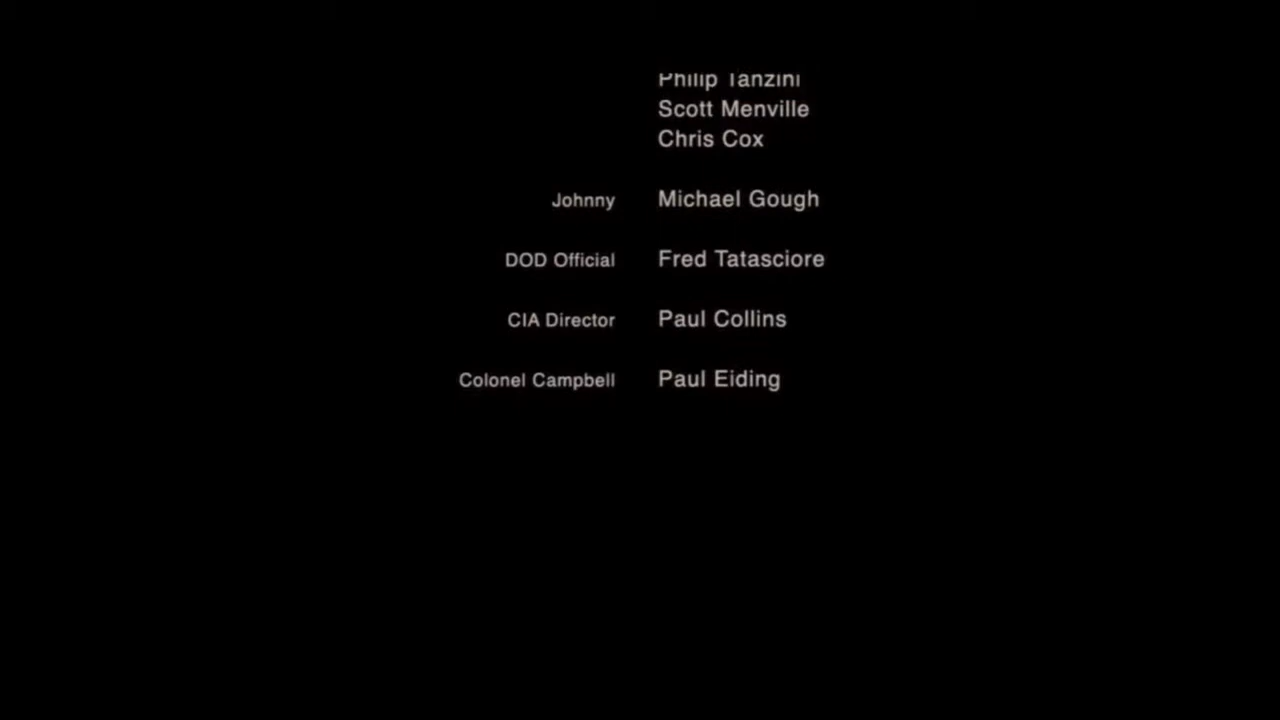 Philip Tanzini
Scott Menville
Chris Cox
Johnny Michael Gough
DOD Official Fred Tatasciore
CIA Director Paul Collins
Colonel Campbell Paul Eiding